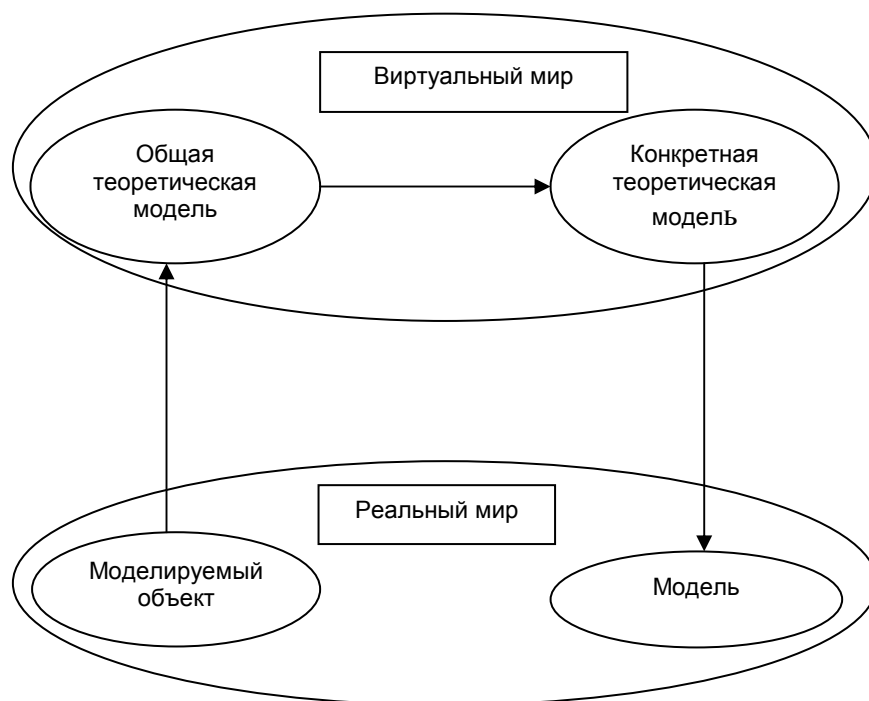 Виртуальный мир
Общая
теоретическая
модель
Конкретная
теоретическая
модель
Реальный мир
Моделируемый
объект
Модель